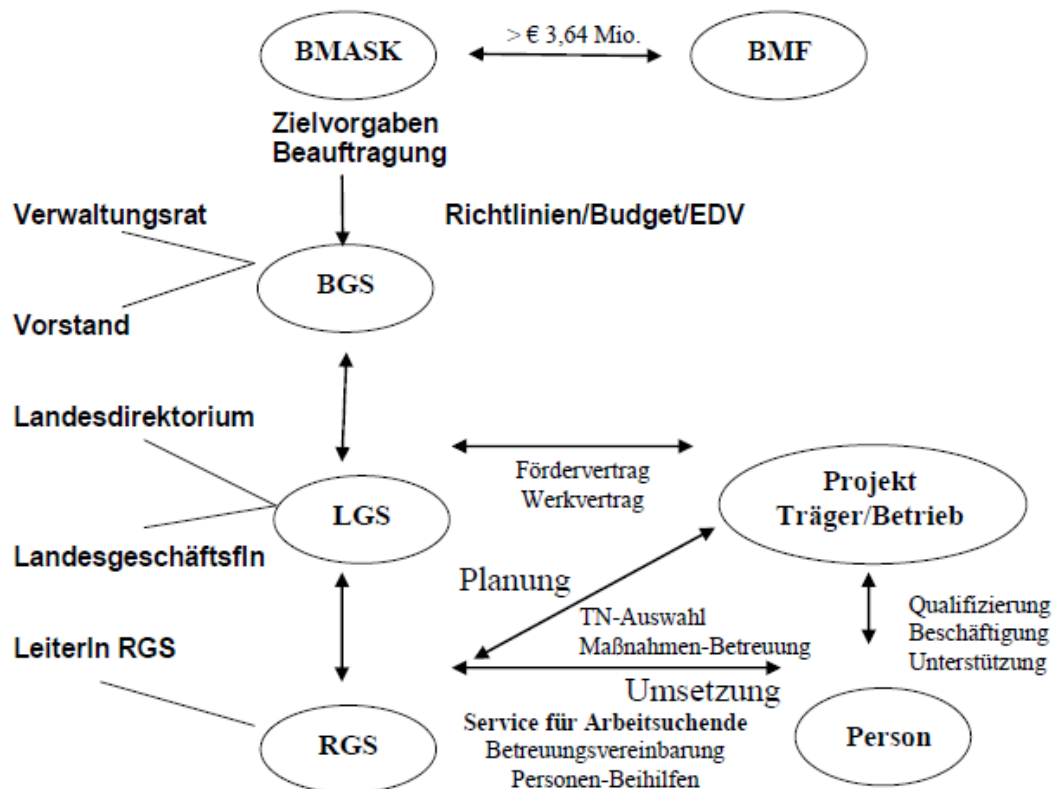 BMASK
> € 3,64 Mio.
BMF
Zielvorgaben
Beauftragung
Verwaltungsrat
Richtlinien/Budget/EDV
BGS
Vorstand
Landesdirektorium
Fördervertrag
Werkvertrag
Projekt
Träger/Betrieb
LGS
LandesgeschäftsfIn
Planung
TN-Auswahl
Maßnahmen-Betreuung
Qualifizierung
Beschäftigung
Unterstützung
LeiterIn RGS
Umsetzung
RGS
Service für Arbeitsuchende
Betreuungsvereinbarung
Personen-Beihilfen
Person